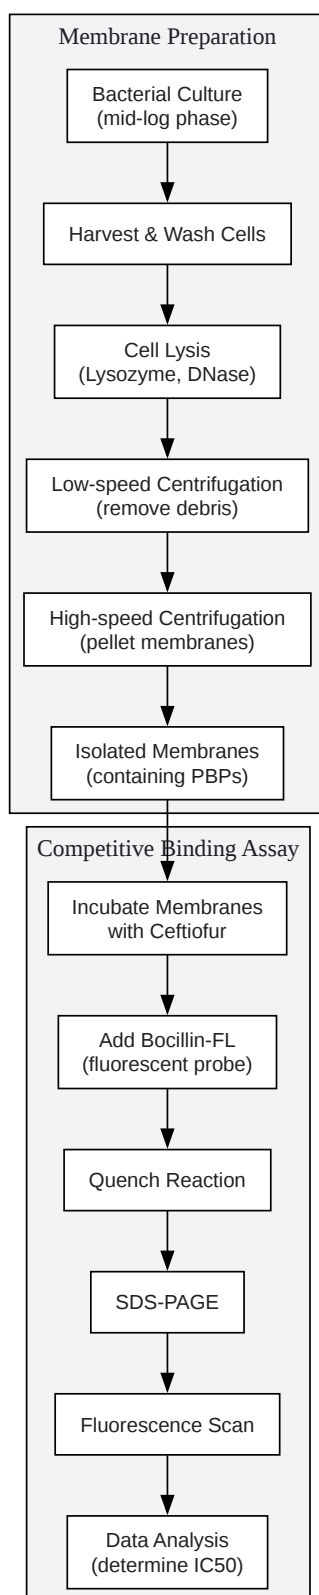 Membrane Preparation
Bacterial Culture
(mid-log phase)
Harvest & Wash Cells
Cell Lysis
(Lysozyme, DNase)
Low-speed Centrifugation
(remove debris)
High-speed Centrifugation
(pellet membranes)
Isolated Membranes
(containing PBPs)
Competitive Binding Assay
Incubate Membranes
with Ceftiofur
Add Bocillin-FL
(fluorescent probe)
Quench Reaction
SDS-PAGE
Fluorescence Scan
Data Analysis
(determine IC50)